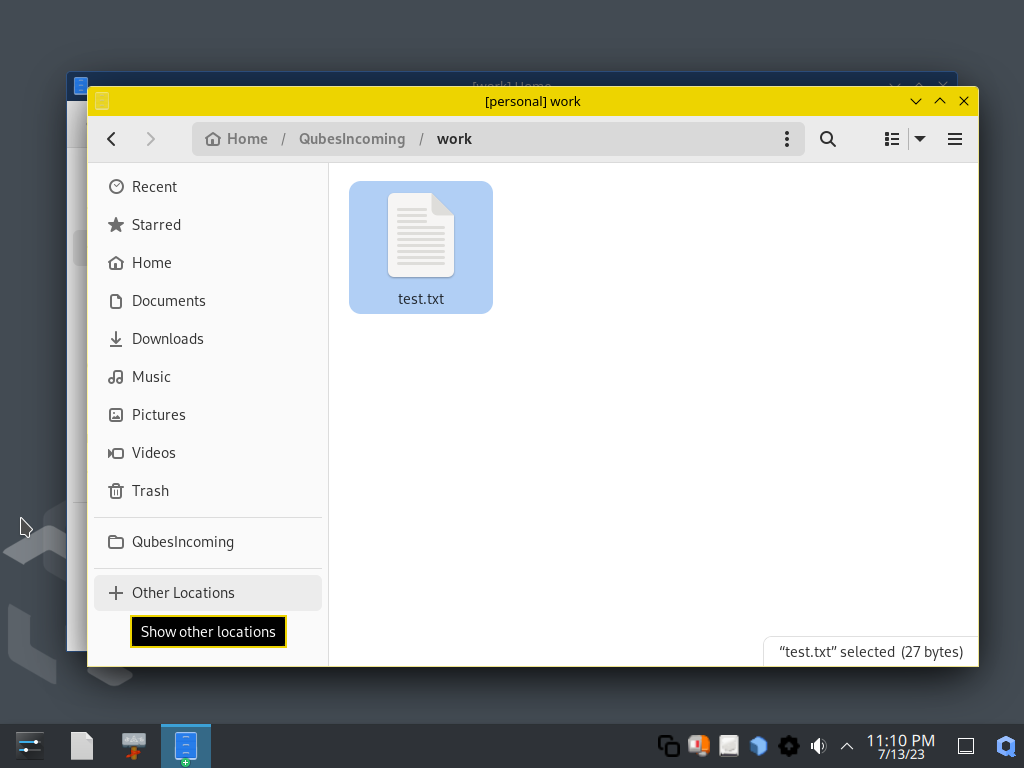 [work] Home
[personal] work
Home / QubesIncoming / work
Recent
Starred
Home
Documents
Downloads
Music
Pictures
Videos
Trash
QubesIncoming
Other Locations
Show other locations
test.txt
“test.txt” selected (27 bytes)
11:10 PM
7/13/23